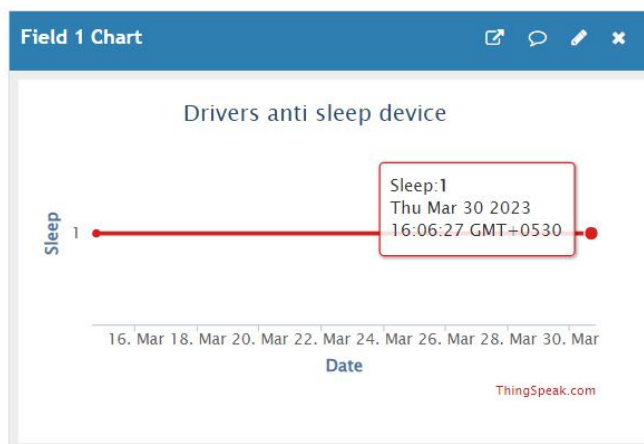 Field 1 Chart
Drivers anti sleep device
Sleep:1
Thu Mar 30 2023
16:06:27 GMT+0530
Sleep
1
16. Mar 18. Mar 20. Mar 22. Mar 24. Mar 26. Mar 28. Mar 30. Mar
Date
ThingSpeak.com